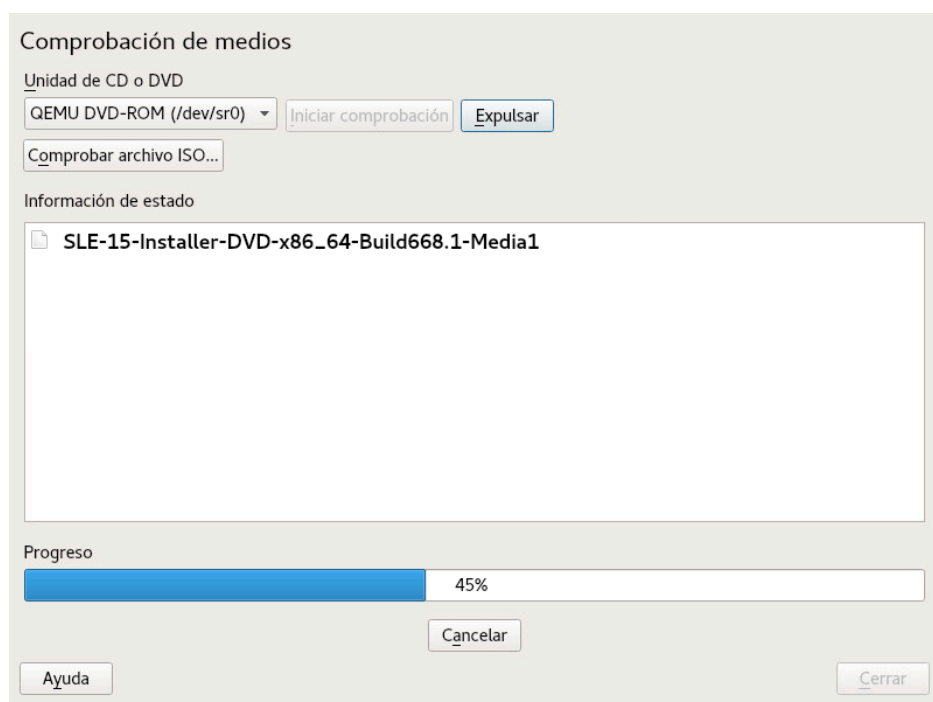 Comprobación de medios
Unidad de CD o DVD
QEMU DVD-ROM (/dev/sr0) Iniciar comprobación Expulsar
Comprobar archivo ISO...
Información de estado
SLE-15-Installer-DVD-x86_64-Build668.1-Media1
Progreso
45%
Cancelar
Ayuda Cerrar